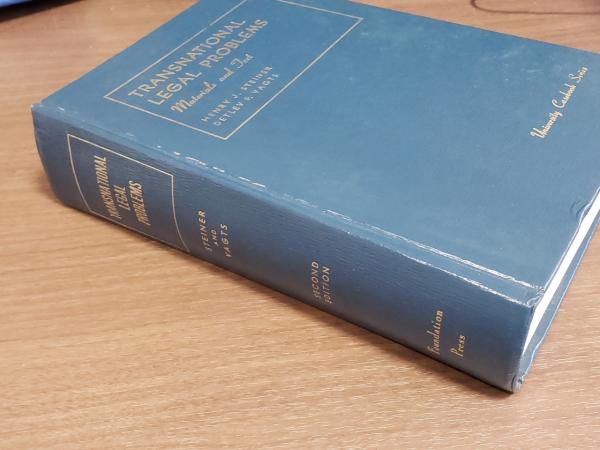 TRANSNATIONAL
LEGAL PROBLEMS
Materials and Text
HENRY J. STEINER
DETLEV F. VAGTS
University Casebook Series
TRANSNATIONAL
LEGAL
PROBLEMS
STEINER
AND
VAGTS
SECOND
EDITION
Foundation
Press